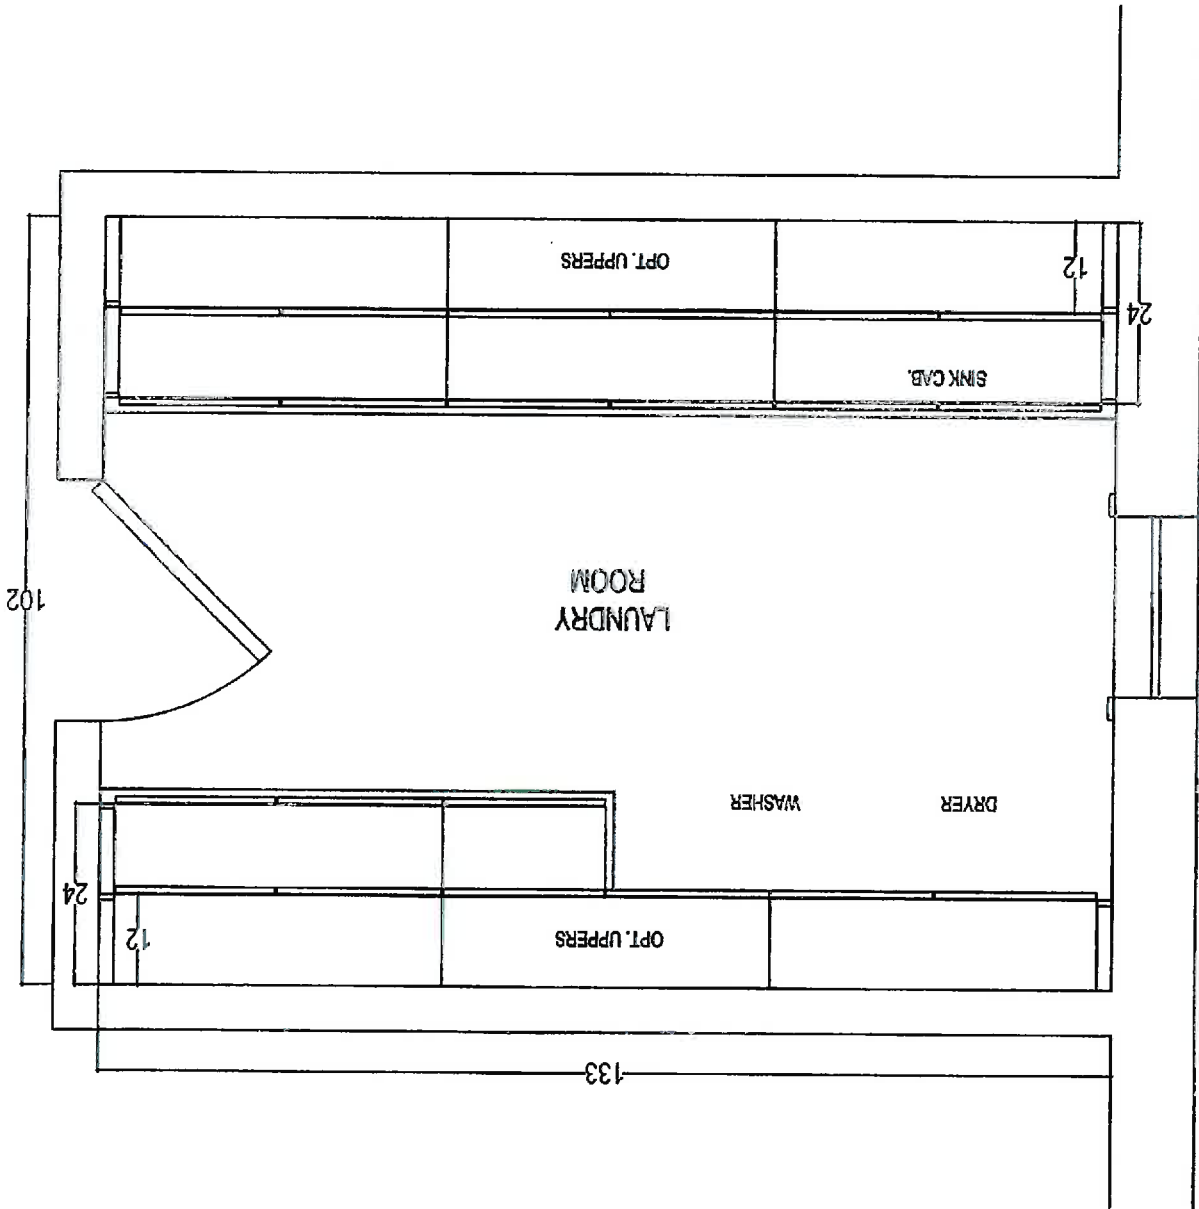 133
12
OPT. UPPERS
24
DRYER
WASHER
LAUNDRY
ROOM
102
SINK CAB.
24
12
OPT. UPPERS